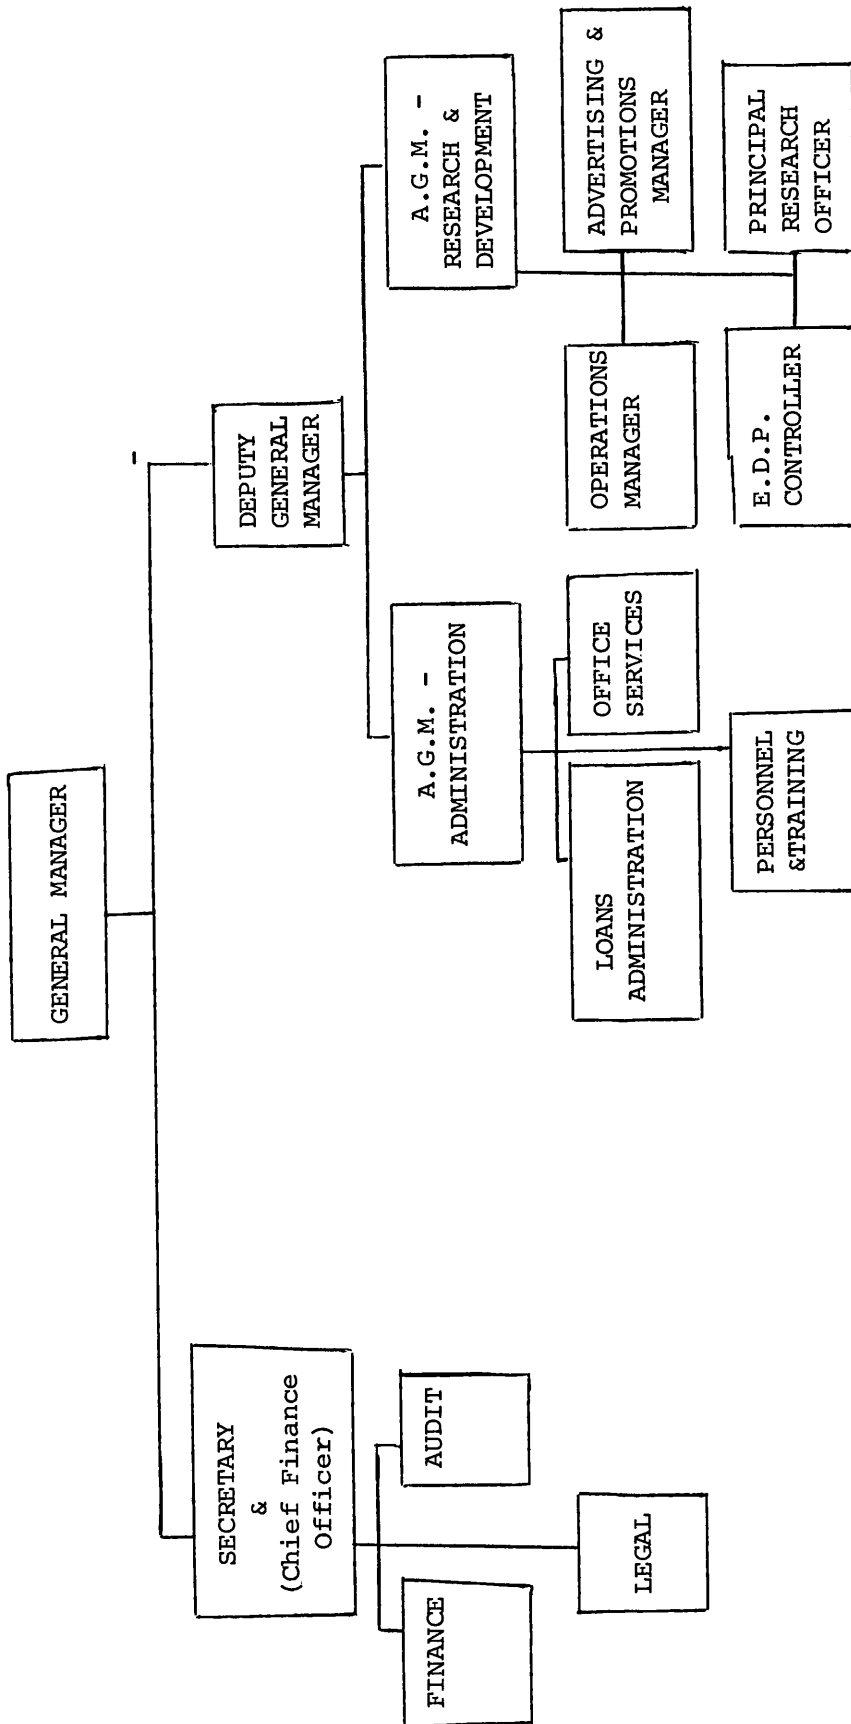 GENERAL MANAGER
SECRETARY
&
(Chief Finance
Officer)
DEPUTY
GENERAL
MANAGER
FINANCE
AUDIT
LEGAL
A.G.M. -
ADMINISTRATION
A.G.M. -
RESEARCH &
DEVELOPMENT
LOANS
ADMINISTRATION
OFFICE
SERVICES
PERSONNEL
&TRAINING
OPERATIONS
MANAGER
ADVERTISING &
PROMOTIONS
MANAGER
E.D.P.
CONTROLLER
PRINCIPAL
RESEARCH
OFFICER